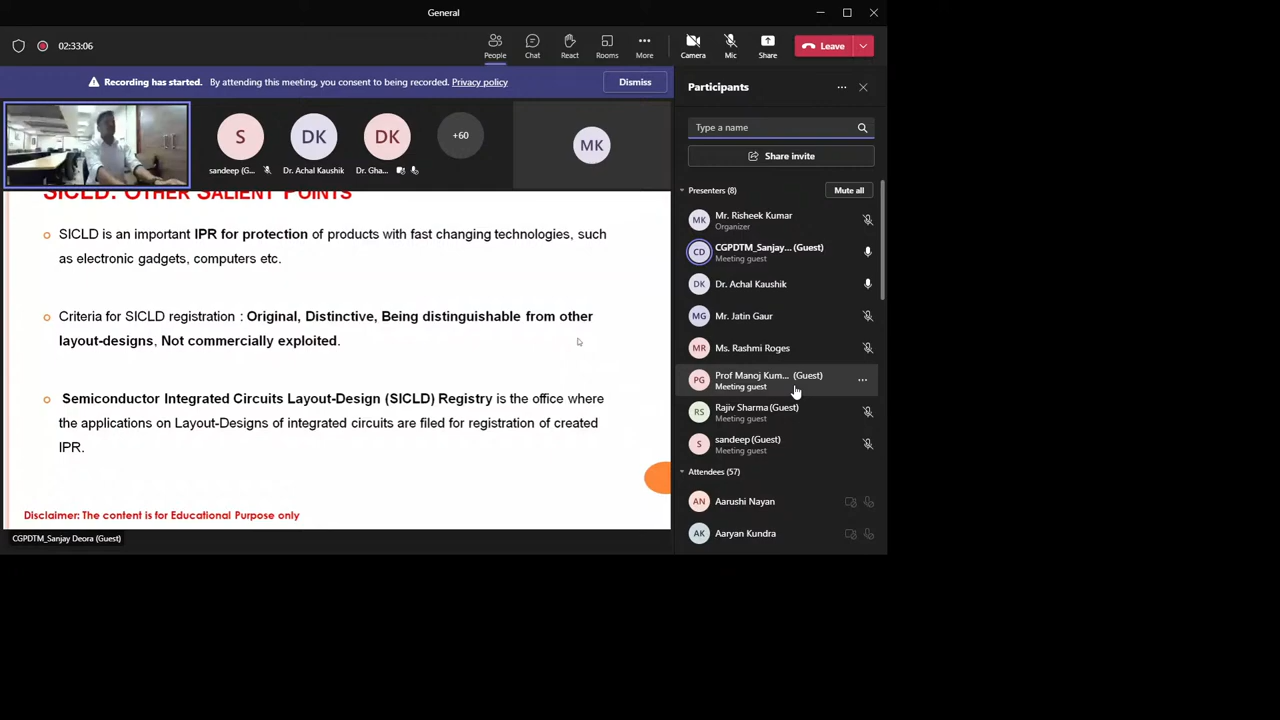 General
02:33:06
People
Chat
React
Rooms
More
Camera
Mic
Share
Leave
Recording has started. By attending this meeting, you consent to being recorded. Privacy policy
Dismiss
S
DK
DK
+60
MK
sandeep (G...
Dr. Achal Kaushik
Dr. Gha...
SICLD: OTHER SALIENT POINTS
SICLD is an important IPR for protection of products with fast changing technologies, such
as electronic gadgets, computers etc.
Criteria for SICLD registration : Original, Distinctive, Being distinguishable from other
layout-designs, Not commercially exploited.
Semiconductor Integrated Circuits Layout-Design (SICLD) Registry is the office where
the applications on Layout-Designs of integrated circuits are filed for registration of created
IPR.
Disclaimer: The content is for Educational Purpose only
CGPDTM_Sanjay Deora (Guest)
Participants
Type a name
Share invite
Presenters (8)
Mute all
MK
Mr. Risheek Kumar
Organizer
CD
CGPDTM_Sanjay... (Guest)
Meeting guest
DK
Dr. Achal Kaushik
MG
Mr. Jatin Gaur
MR
Ms. Rashmi Roges
PG
Prof Manoj Kum... (Guest)
Meeting guest
RS
Rajiv Sharma (Guest)
Meeting guest
S
sandeep (Guest)
Meeting guest
Attendees (57)
AN
Aarushi Nayan
AK
Aaryan Kundra